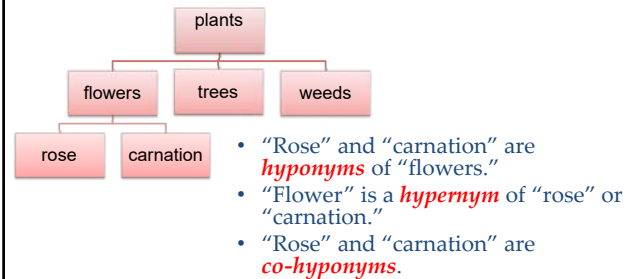 plants
flowers
trees
weeds
rose
carnation
• “Rose” and “carnation” are
hyponyms of “flowers.”
• “Flower” is a hypernym of “rose” or
“carnation.”
• “Rose” and “carnation” are
co-hyponyms.